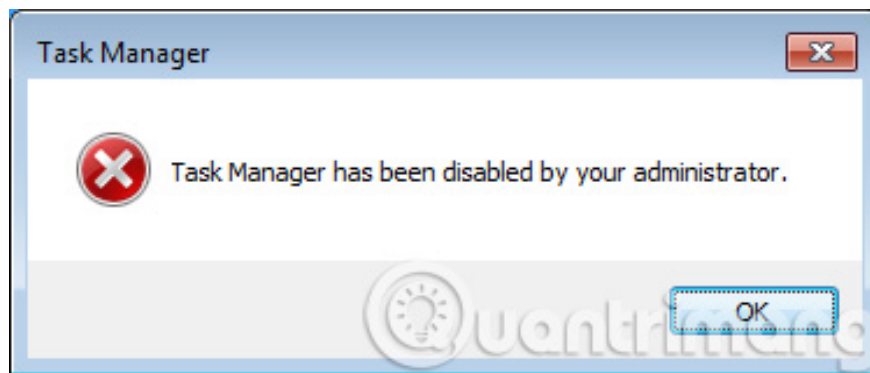 Task Manager
Task Manager has been disabled by your administrator.
OK
Quantrimang